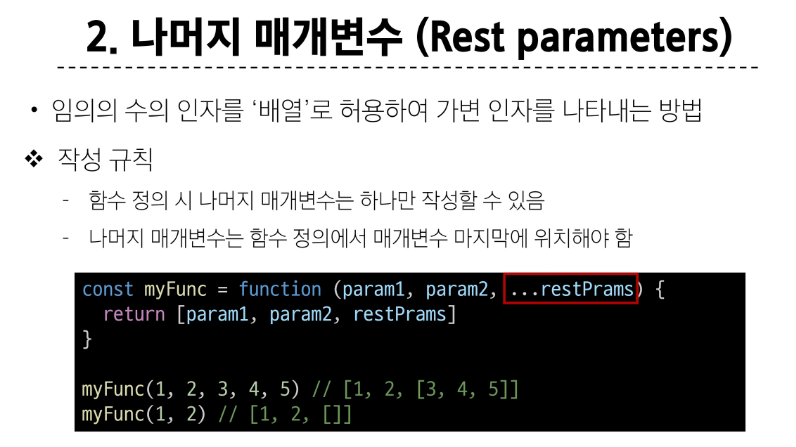 2. 나머지 매개변수 (Rest parameters)
• 임의의 수의 인자를 ‘배열’로 허용하여 가변 인자를 나타내는 방법
❖ 작성 규칙
- 함수 정의 시 나머지 매개변수는 하나만 작성할 수 있음
- 나머지 매개변수는 함수 정의에서 매개변수 마지막에 위치해야 함
const myFunc = function (param1, param2, ...restPrams) {
return [param1, param2, restPrams]
}
myFunc(1, 2, 3, 4, 5) // [1, 2, [3, 4, 5]]
myFunc(1, 2) // [1, 2, []]